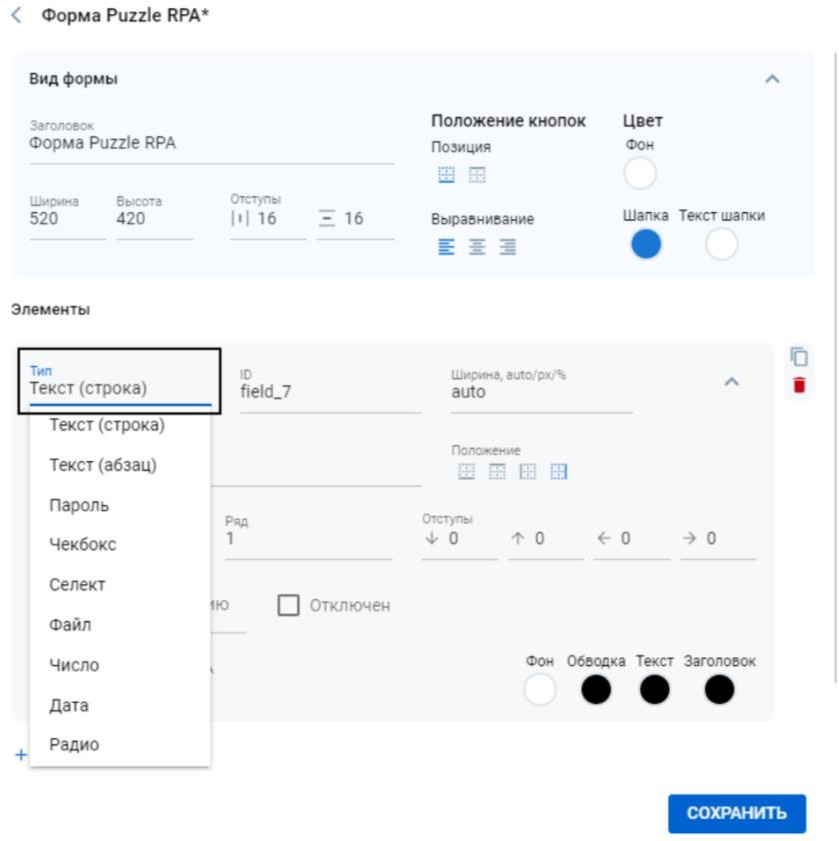 Форма Puzzle RPA*
Вид формы
Заголовок
Форма Puzzle RPA
Ширина
520
Высота
420
Отступы
16
16
Положение кнопок
Позиция
Выравнивание
Цвет
Фон
Шапка
Текст шапки
Элементы
Тип
Текст (строка)
ID
field_7
Ширина, auto/px/%
auto
Текст (строка)
Текст (абзац)
Пароль
Чекбокс
Селект
Файл
Число
Дата
Радио
Положение
Ряд
1
Отступы
0
0
0
0
Отключен
Фон
Обводка
Текст
Заголовок
+
СОХРАНИТЬ